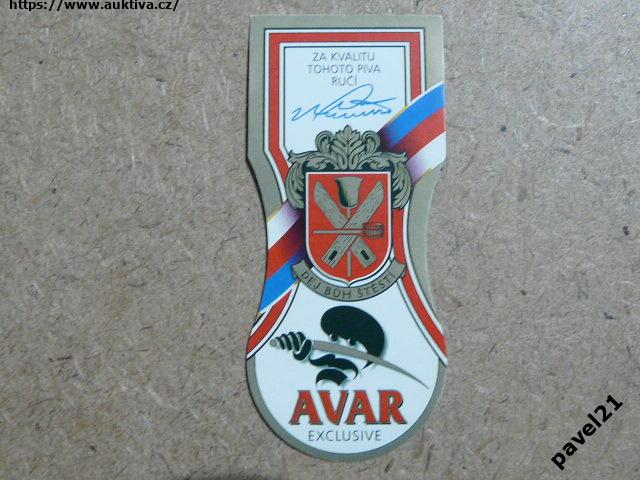 https://www.auktiva.cz/
ZA KVALITU
TOHOTO PIVA
RUČÍ
DEJ BŮH ŠTĚSTÍ
AVAR
EXCLUSIVE
pavel21